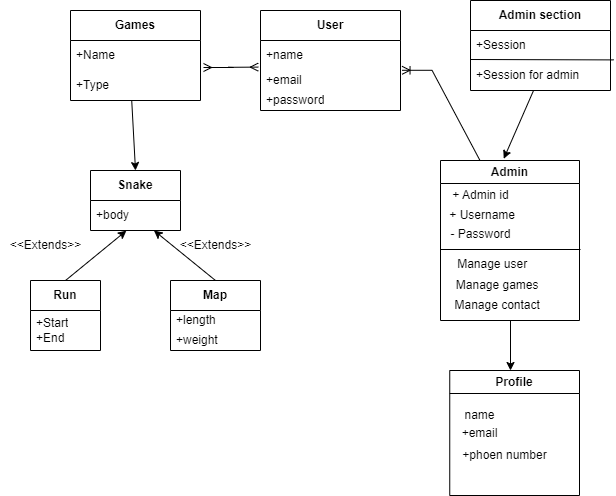 Games
+Name
+Type
User
+name
+email
+password
Admin section
+Session
+Session for admin
Snake
+body
<<Extends>>
<<Extends>>
Run
+Start
+End
Map
+length
+weight
Admin
+ Admin id
+ Username
- Password
Manage user
Manage games
Manage contact
Profile
name
+email
+phoen number